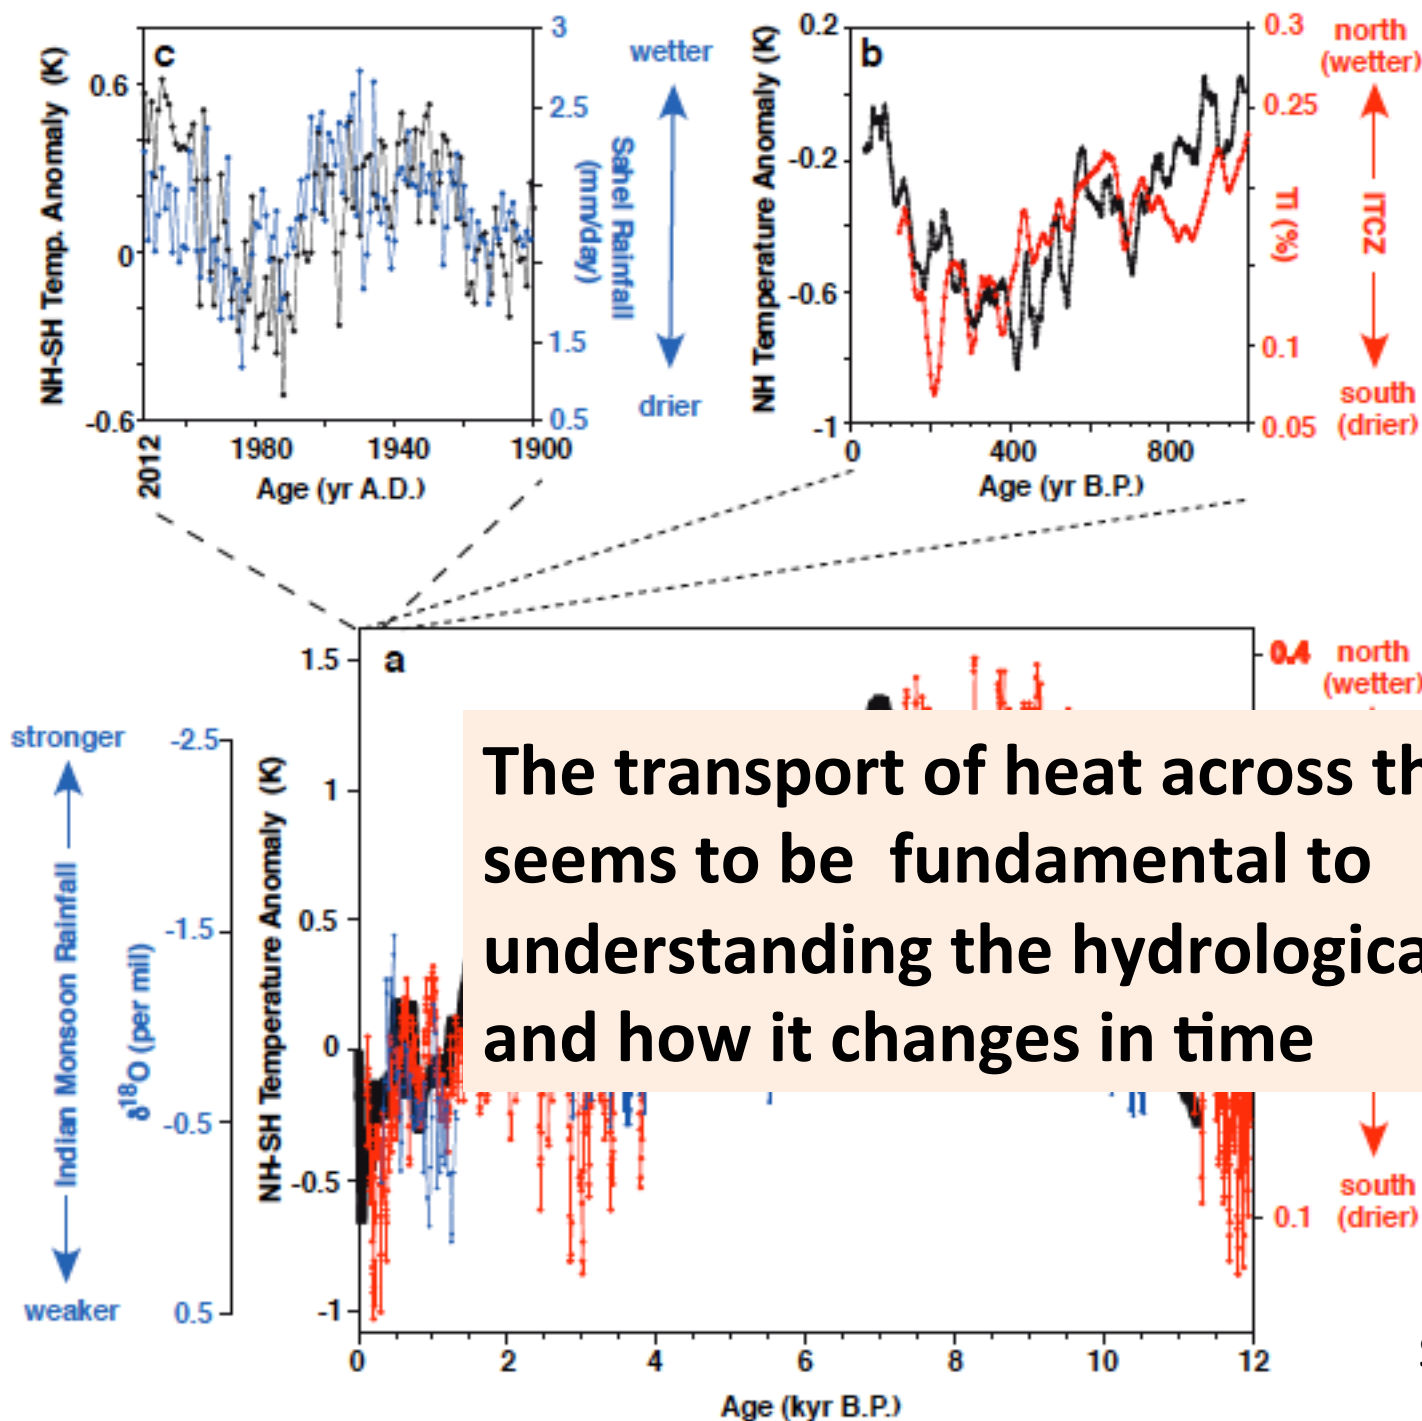 c
NH-SH Temp. Anomaly (K)
0.6
0
-0.6
3
2.5
1.5
0.5
Sahel Rainfall
(mm/day)
wetter
drier
2012
1980
1940
1900
Age (yr A.D.)
b
NH Temperature Anomaly (K)
0.2
-0.2
-0.6
-1
0.3
0.25
0.1
0.05
Ti (%)
north
(wetter)
ITCZ
south
(drier)
0
400
800
Age (yr B.P.)
a
stronger
Indian Monsoon Rainfall
weaker
-2.5
-1.5
-0.5
0.5
δ18O (per mil)
NH-SH Temperature Anomaly (K)
1.5
1
0.5
0
-0.5
-1
0.4
0.1
north
(wetter)
south
(drier)
The transport of heat across th
seems to be fundamental to
understanding the hydrologica
and how it changes in time
0
2
4
6
8
10
12
Age (kyr B.P.)